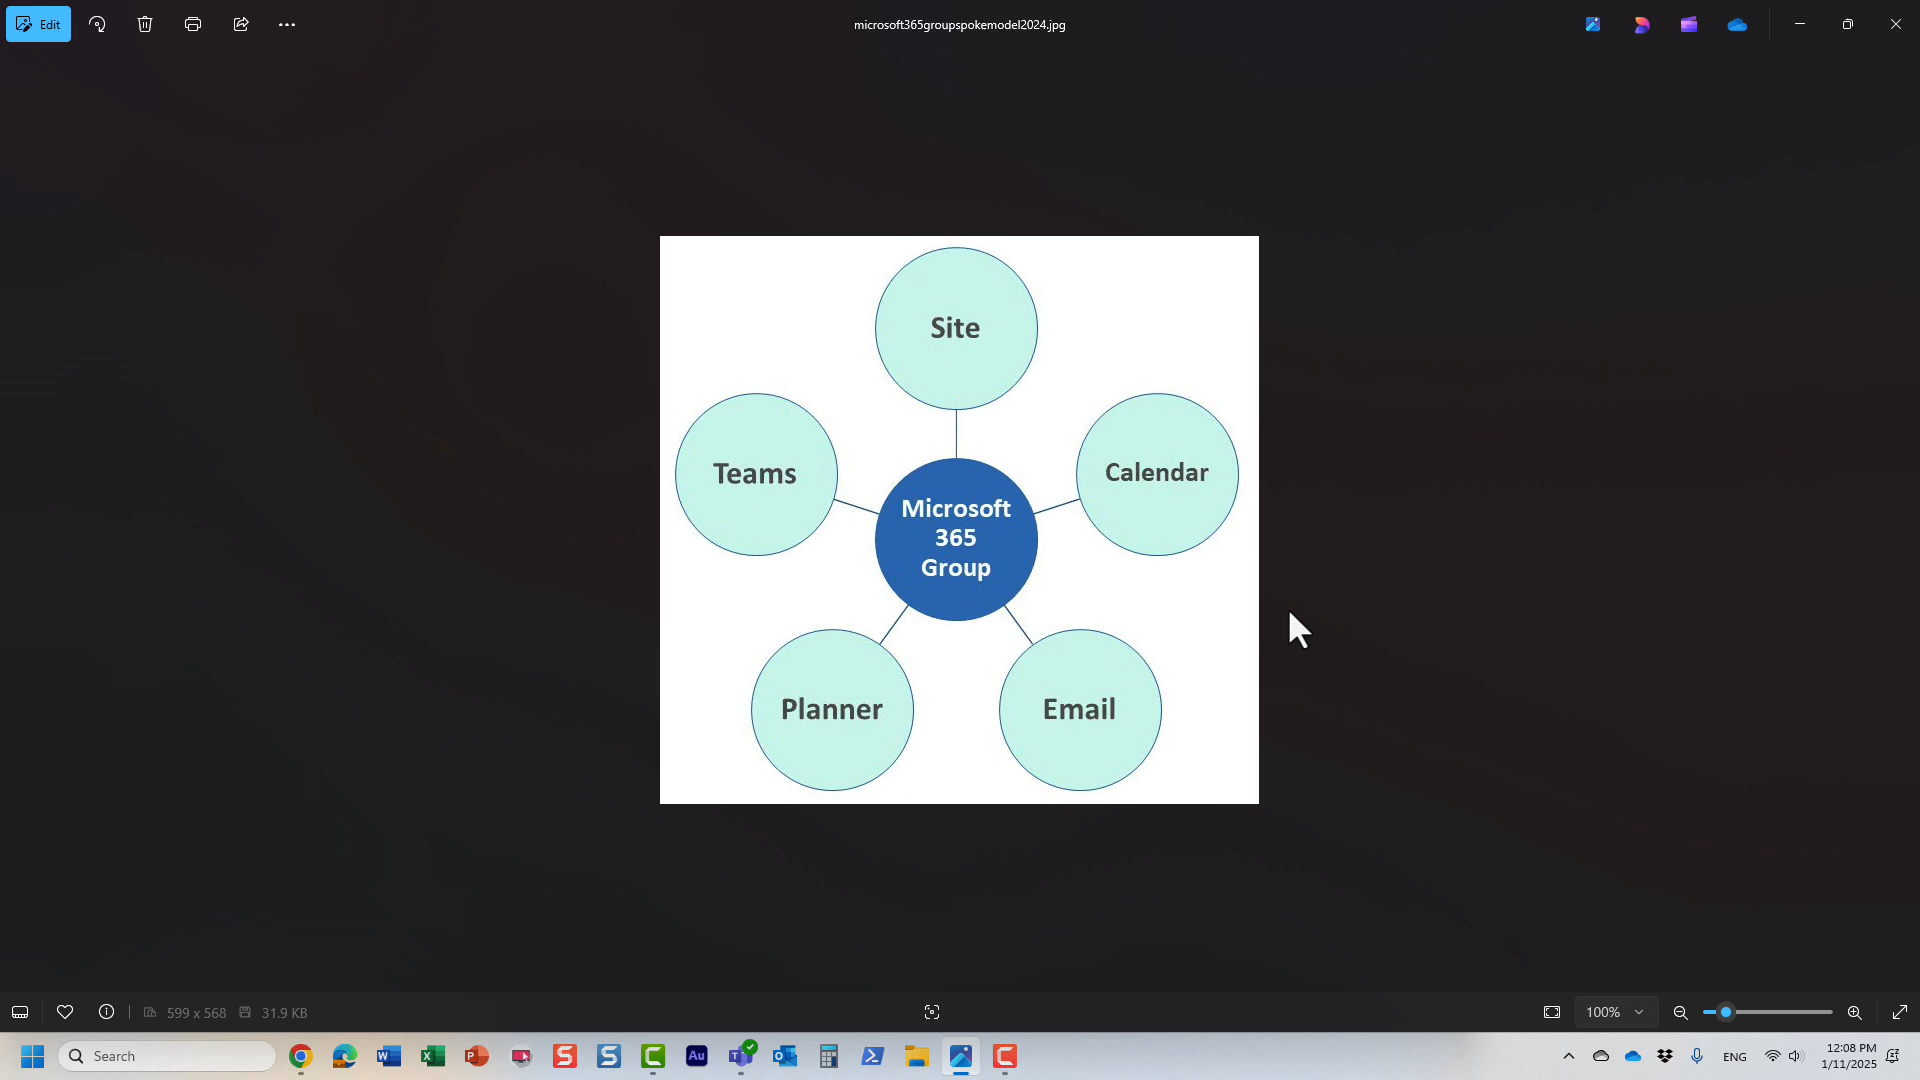 Edit
microsoft365groupspokemodel2024.jpg
Site
Teams
Calendar
Microsoft
365
Group
Planner
Email
599 x 568
31.9 KB
100%
Search
Au
ENG
12:08 PM
1/11/2025